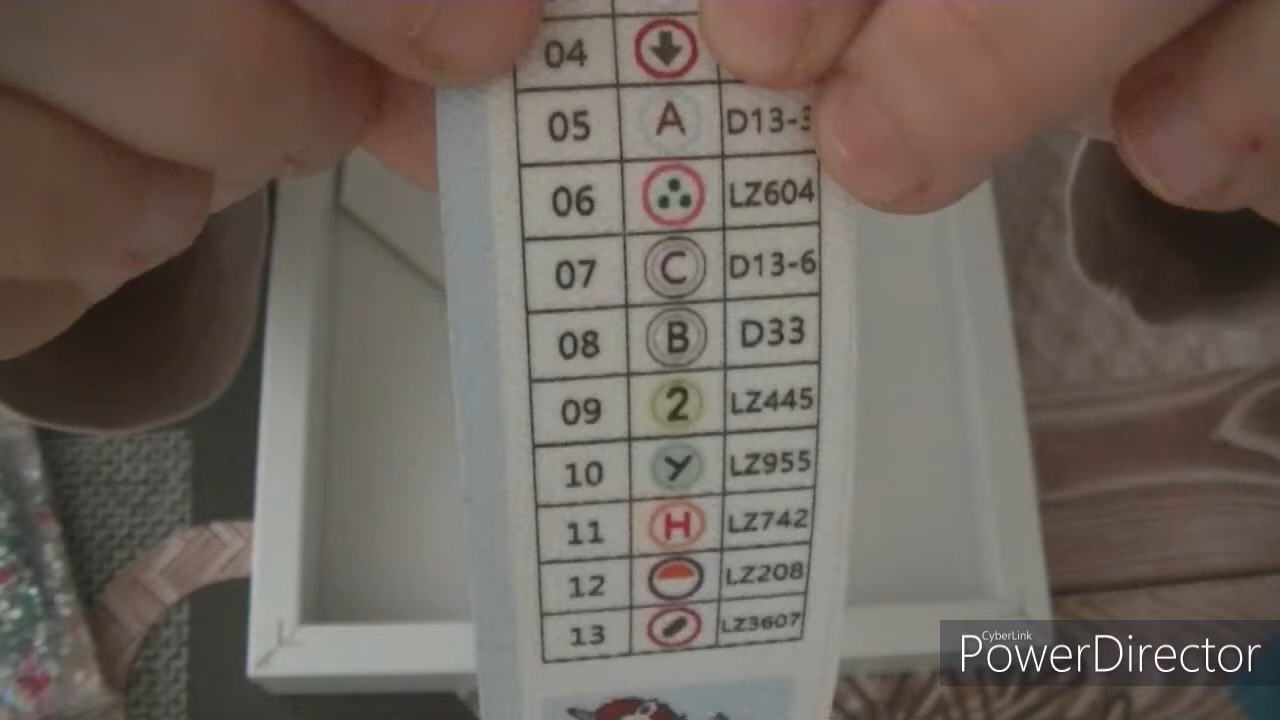 04
05 A D13-3
06 LZ604
07 C D13-6
08 B D33
09 2 LZ445
10 Y LZ955
11 H LZ742
12 LZ208
13 LZ3607
CyberLink
PowerDirector